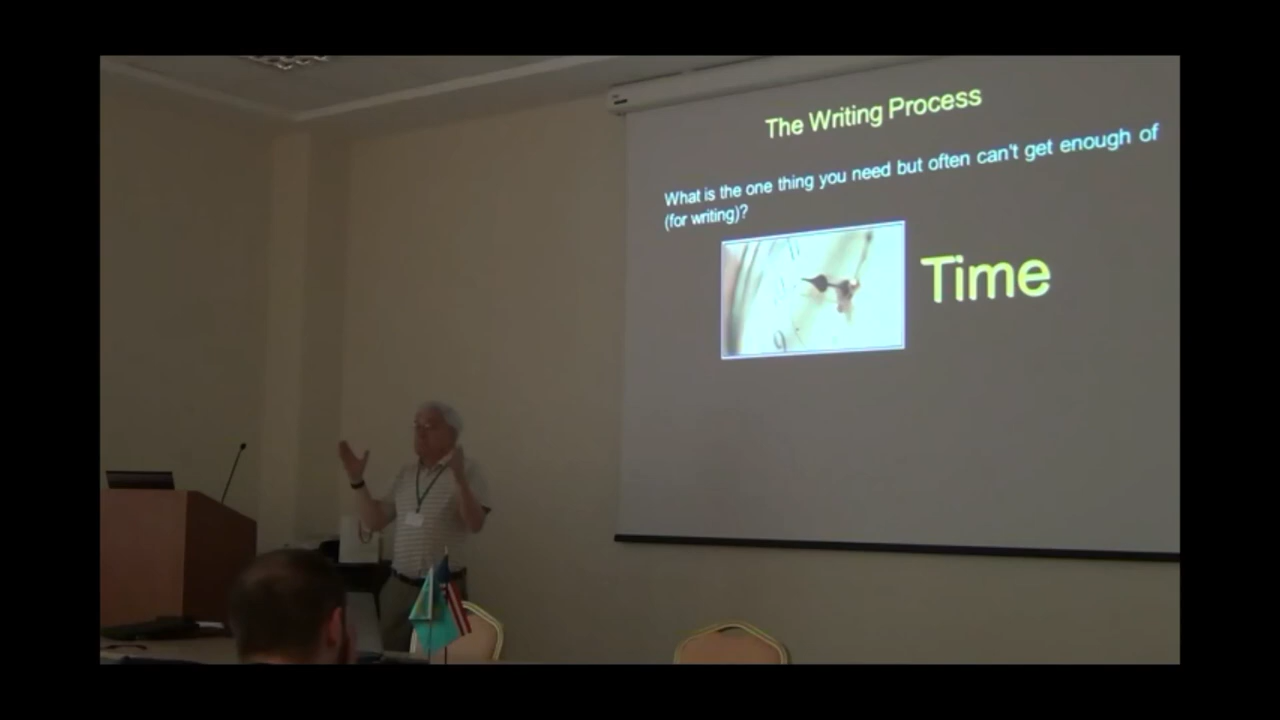 The Writing Process
What is the one thing you need but often can't get enough of
(for writing)?
Time